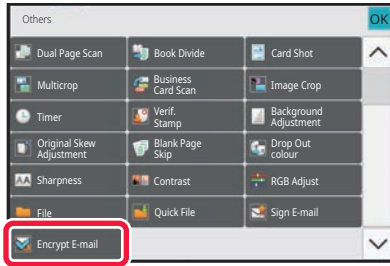 Others
OK
Dual Page Scan
Book Divide
Card Shot
Multicrop
Business
Card Scan
Image Crop
Timer
Verif.
Stamp
Background
Adjustment
Original Skew
Adjustment
Blank Page
Skip
Drop Out
colour
AA Sharpness
Contrast
RGB Adjust
File
Quick File
Sign E-mail
Encrypt E-mail